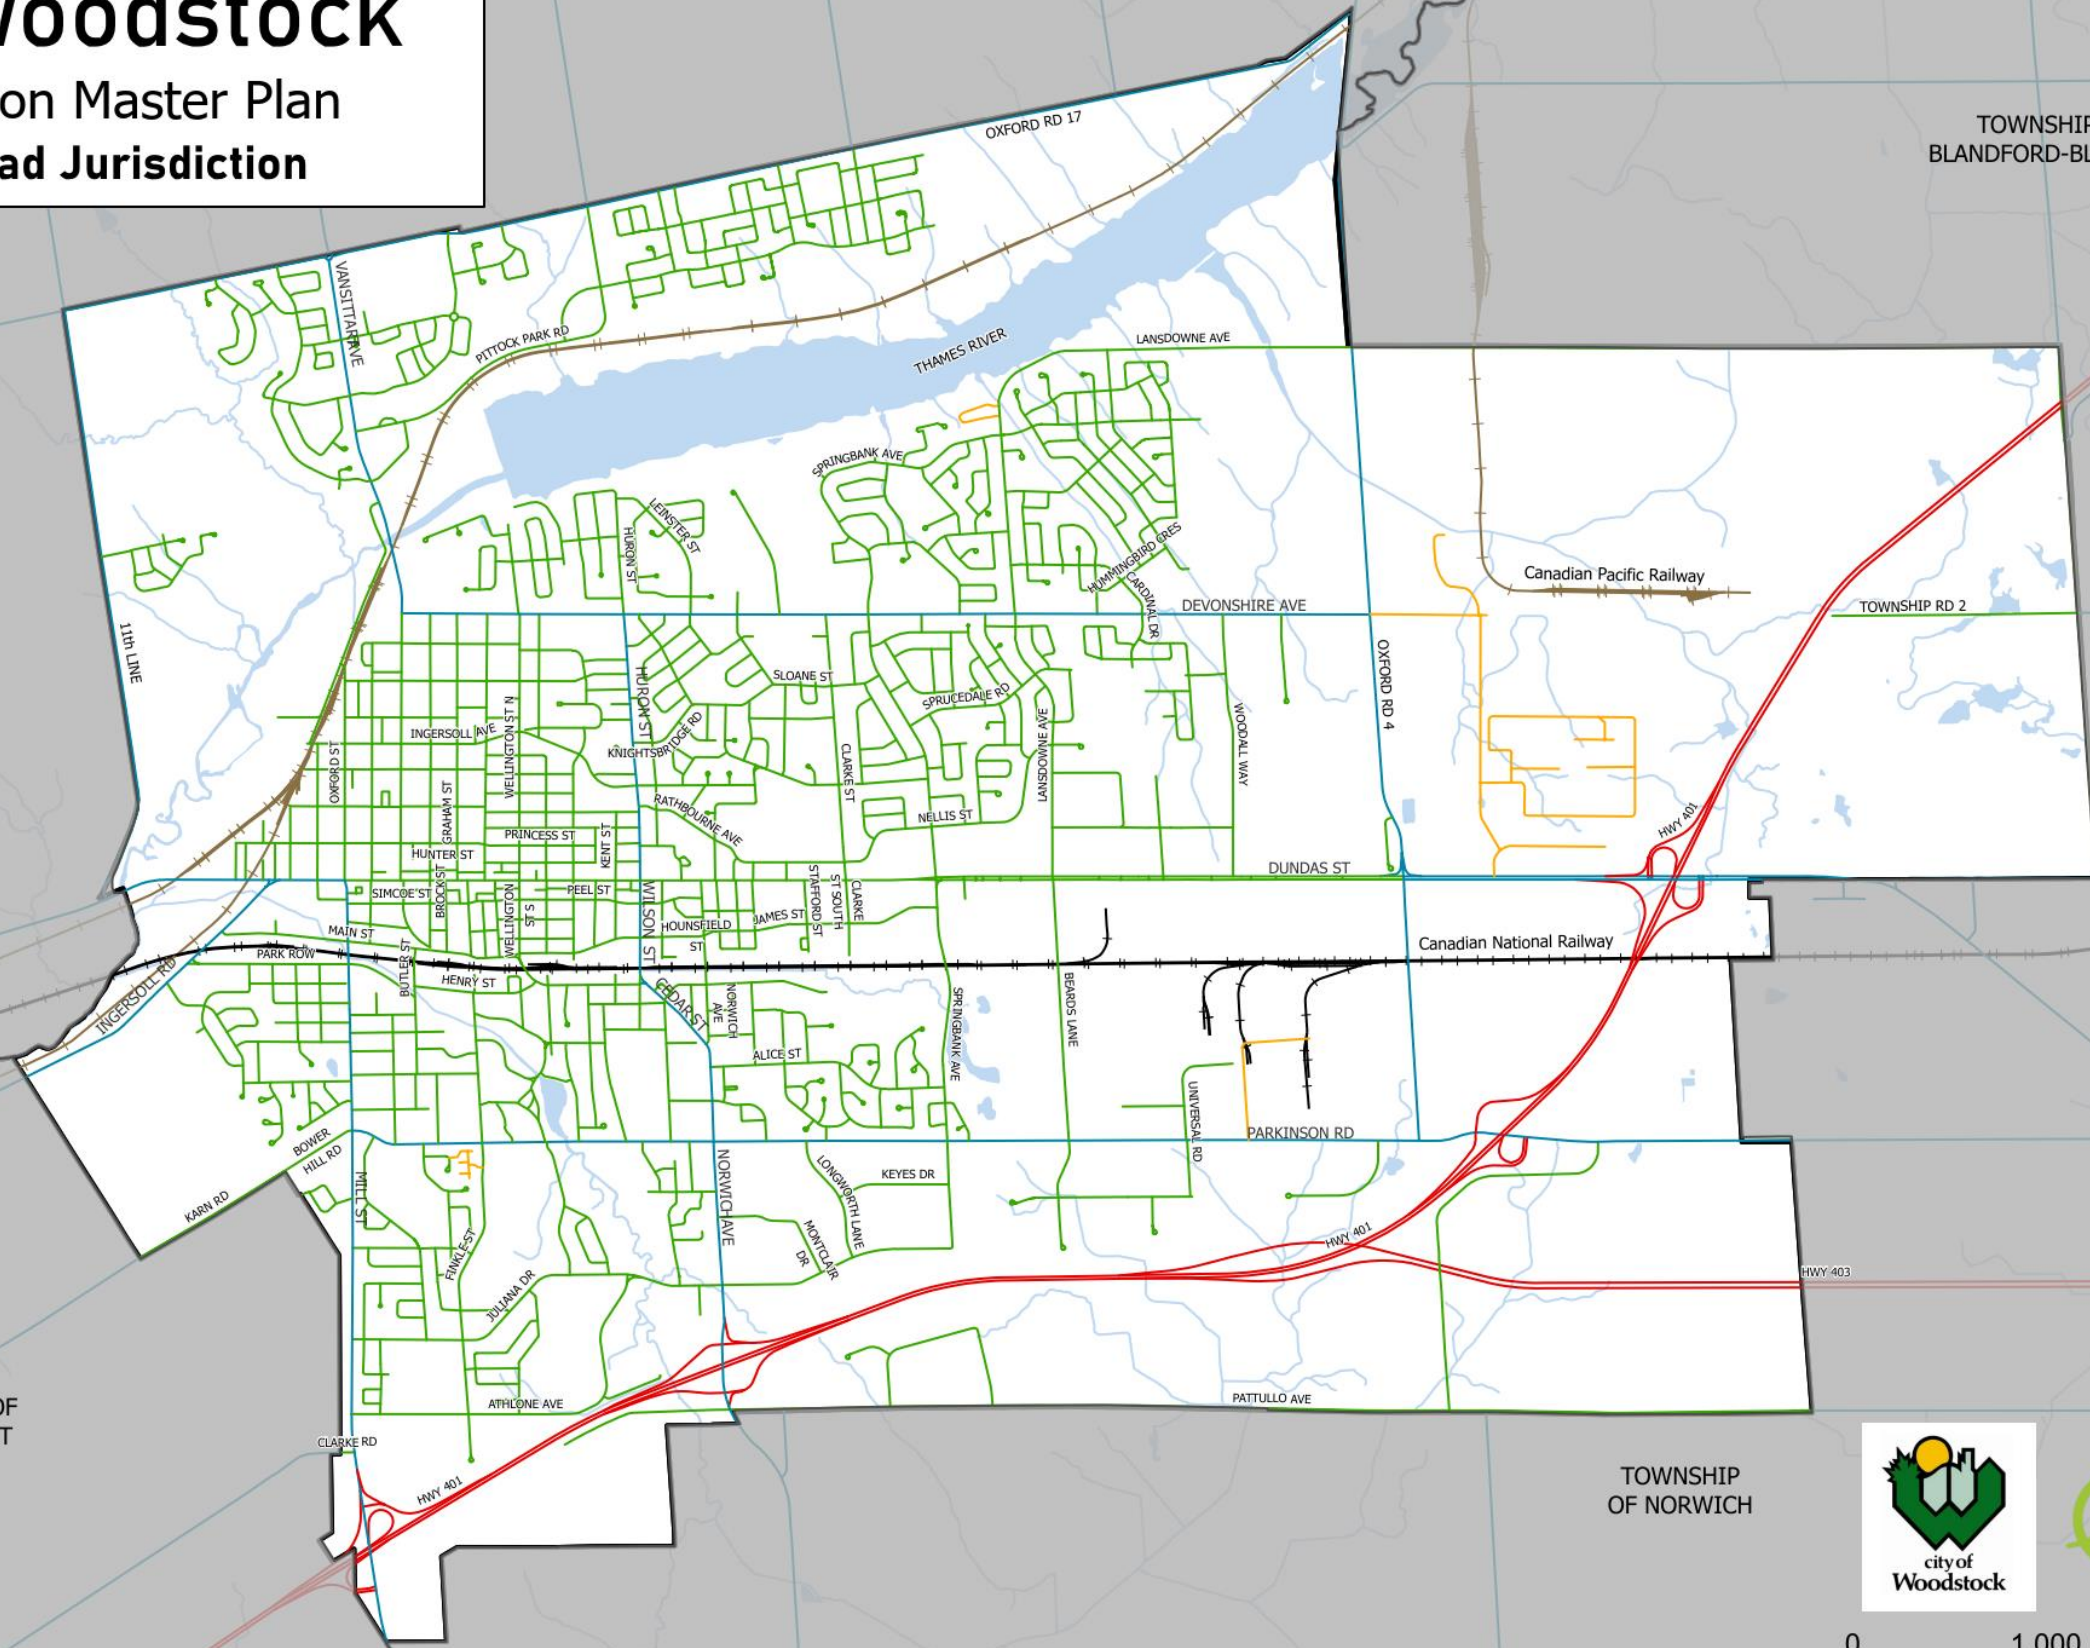 Woodstock
on Master Plan
ad Jurisdiction
TOWNSHIP
BLANDFORD-BL
OXFORD RD 17
VANSITTART AVE
PITTOCK PARK RD
THAMES RIVER
LANSDOWNE AVE
SPRINGBANK AVE
LEINSTER ST
HURON ST
HUMMINGBIRD CRES
CARDINAL DR
Canadian Pacific Railway
DEVONSHIRE AVE
TOWNSHIP RD 2
11th LINE
OXFORD RD 4
HURON ST
SLOANE ST
SPRUCEDALE RD
INGERSOLL AVE
WELLINGTON ST N
KNIGHTSBRIDGE RD
OXFORD ST
CLARKE ST
LANSDOWNE AVE
WOODALL WAY
GRAHAM ST
RATHBOURNE AVE
NELLIS ST
HWY 401
PRINCESS ST
KENT ST
HUNTER ST
DUNDAS ST
SIMCOE ST
BROCK ST
PEEL ST
WELLINGTON
ST S
WILSON ST
STAFFORD ST
CLARKE
ST SOUTH
HOUNSFIELD
ST
JAMES ST
MAIN ST
PARK ROW
BUTLER ST
HENRY ST
Canadian National Railway
INGERSOLL RD
CEDAR ST
NORWICH
AVE
SPRINGBANK AVE
BEARDS LANE
ALICE ST
UNIVERSAL RD
PARKINSON RD
BOWER
HILL RD
KARN RD
MILL ST
NORWICH AVE
LONGWORTH LANE
KEYES DR
MONTCLAIR
DR
FINKLE ST
JULIANA DR
HWY 401
HWY 403
ATHLONE AVE
PATTULLO AVE
OF
T
CLARKE RD
HWY 401
TOWNSHIP
OF NORWICH
city of
Woodstock
0
1,000